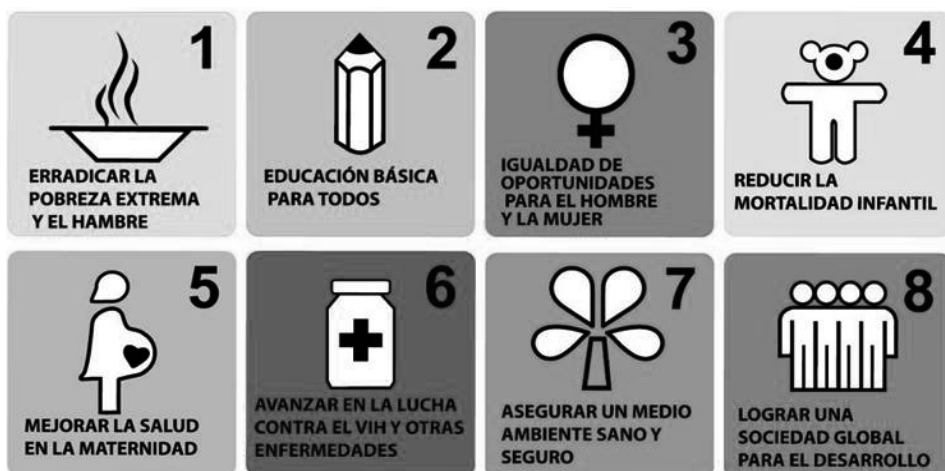 1
ERRADICAR LA
POBREZA EXTREMA
Y EL HAMBRE
2
EDUCACIÓN BÁSICA
PARA TODOS
3
IGUALDAD DE
OPORTUNIDADES
PARA EL HOMBRE
Y LA MUJER
4
REDUCIR LA
MORTALIDAD INFANTIL
5
MEJORAR LA SALUD
EN LA MATERNIDAD
6
AVANZAR EN LA LUCHA
CONTRA EL VIH Y OTRAS
ENFERMEDADES
7
ASEGURAR UN MEDIO
AMBIENTE SANO Y
SEGURO
8
LOGRAR UNA
SOCIEDAD GLOBAL
PARA EL DESARROLLO